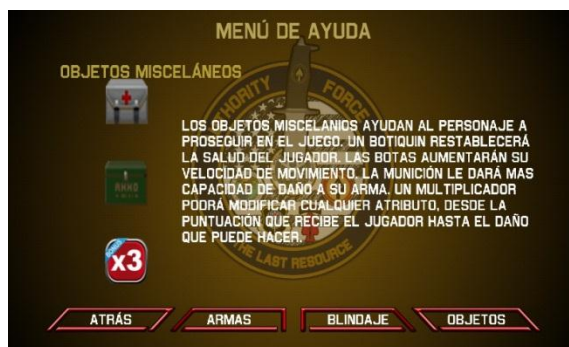 MENÚ DE AYUDA
OBJETOS MISCELÁNEOS
AUTHORITY FORCE
LOS OBJETOS MISCELANIOS AYUDAN AL PERSONAJE A
PROSEGUIR EN EL JUEGO. UN BOTIQUIN RESTABLECERÁ
LA SALUD DEL JUGADOR. LAS BOTAS AUMENTARÁN SU
VELOCIDAD DE MOVIMIENTO. LA MUNICIÓN LE DARÁ MAS
CAPACIDAD DE DAÑO A SU ARMA. UN MULTIPLICADOR
PODRÁ MODIFICAR CUALQUIER ATRIBUTO, DESDE LA
PUNTUACIÓN QUE RECIBE EL JUGADOR HASTA EL DAÑO
QUE PUEDE HACER.
AMMO
x3
THE LAST RESOURCE
ATRÁS
ARMAS
BLINDAJE
OBJETOS